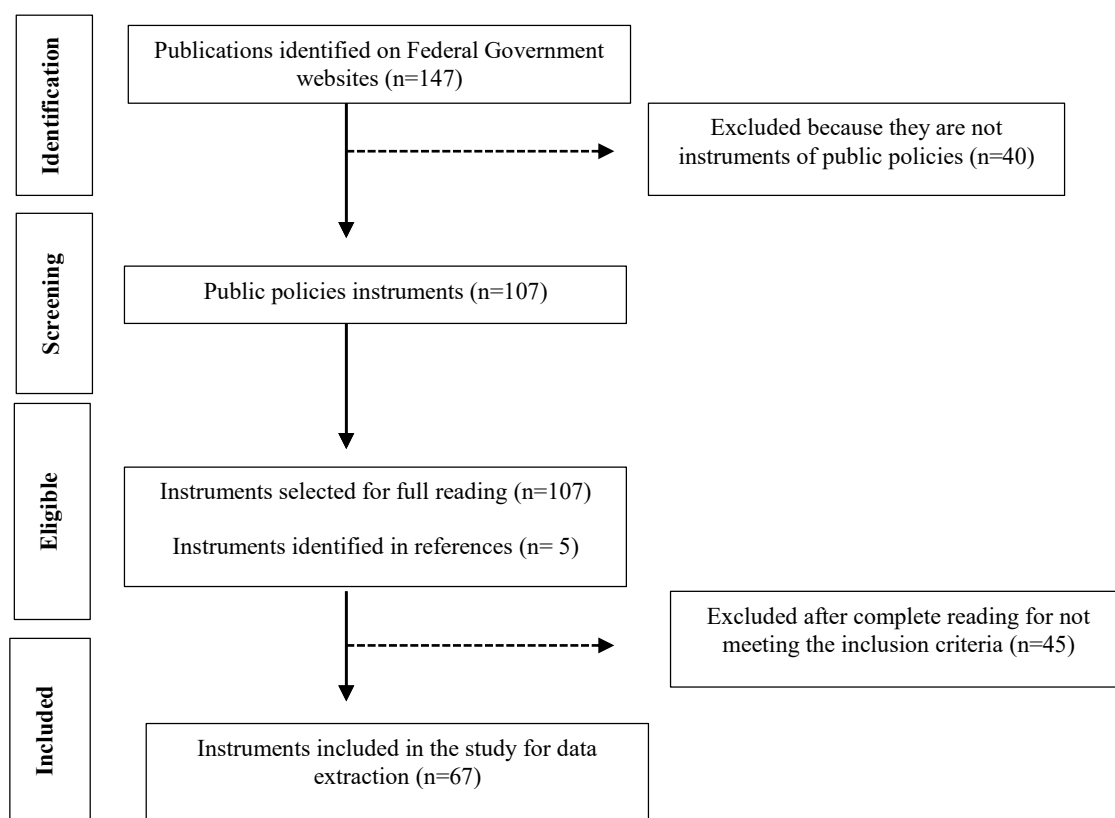 Identification
Publications identified on Federal Government
websites (n=147)
Excluded because they are not
instruments of public policies (n=40)
Screening
Public policies instruments (n=107)
Eligible
Instruments selected for full reading (n=107)
Instruments identified in references (n= 5)
Excluded after complete reading for not
meeting the inclusion criteria (n=45)
Included
Instruments included in the study for data
extraction (n=67)